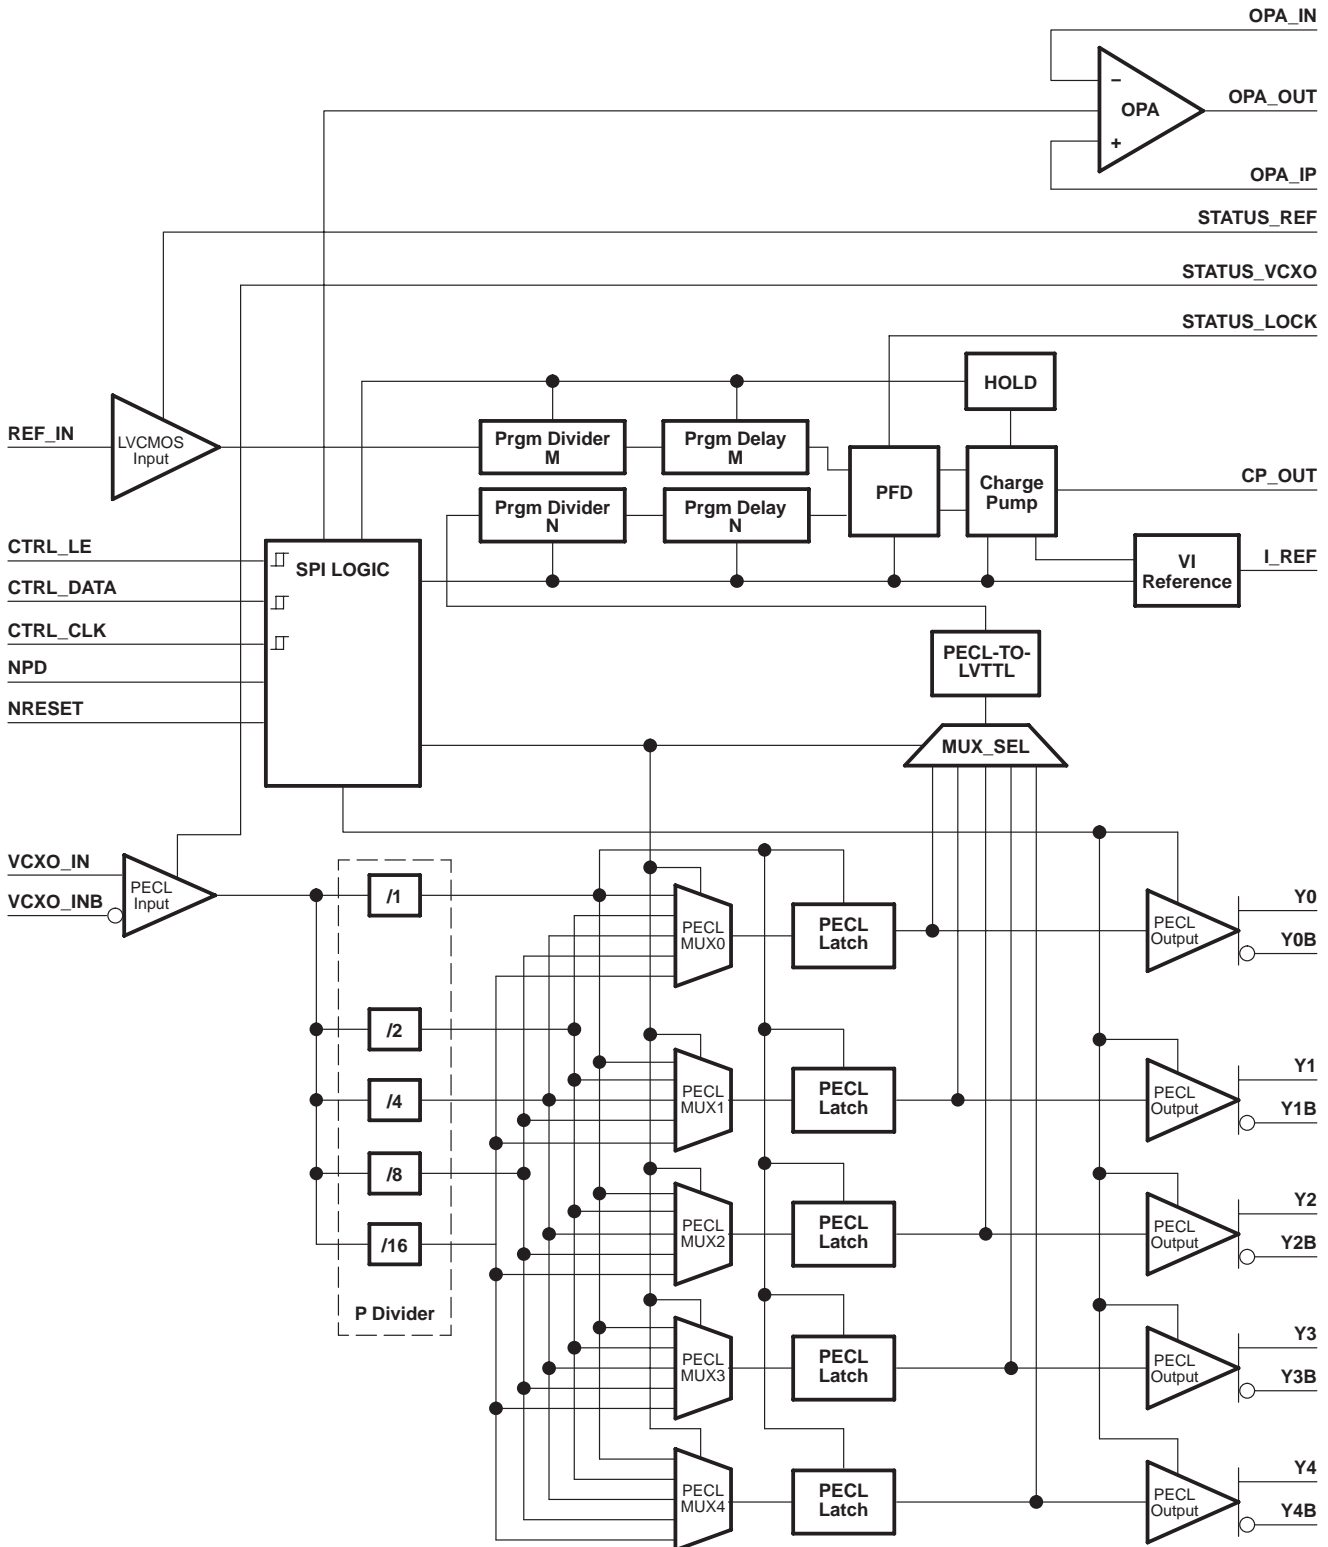 OPA_IN
−
OPA
OPA_OUT
+
OPA_IP
STATUS_REF
STATUS_VCXO
STATUS_LOCK
HOLD
REF_IN
LVCMOS
Input
Prgm Divider
M
Prgm Delay
M
PFD
Charge
Pump
CP_OUT
Prgm Divider
N
Prgm Delay
N
CTRL_LE
SPI LOGIC
VI
Reference
I_REF
CTRL_DATA
CTRL_CLK
NPD
NRESET
PECL-TO-
LVTTL
MUX_SEL
VCXO_IN
VCXO_INB
PECL
Input
/1
PECL
MUX0
PECL
Latch
PECL
Output
Y0
Y0B
/2
PECL
MUX1
PECL
Latch
PECL
Output
Y1
Y1B
/4
/8
PECL
MUX2
PECL
Latch
PECL
Output
Y2
Y2B
/16
P Divider
PECL
MUX3
PECL
Latch
PECL
Output
Y3
Y3B
PECL
MUX4
PECL
Latch
PECL
Output
Y4
Y4B